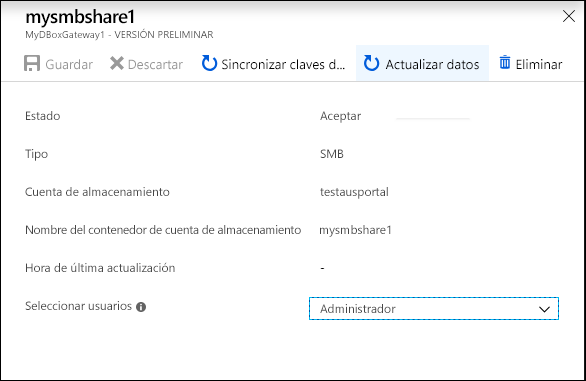 mysmbshare1
MyDBoxGateway1 - VERSIÓN PRELIMINAR
Guardar Descartar Sincronizar claves d... Actualizar datos Eliminar
Estado Aceptar
Tipo SMB
Cuenta de almacenamiento testausportal
Nombre del contenedor de cuenta de almacenamiento mysmbshare1
Hora de última actualización -
Seleccionar usuarios Administrador